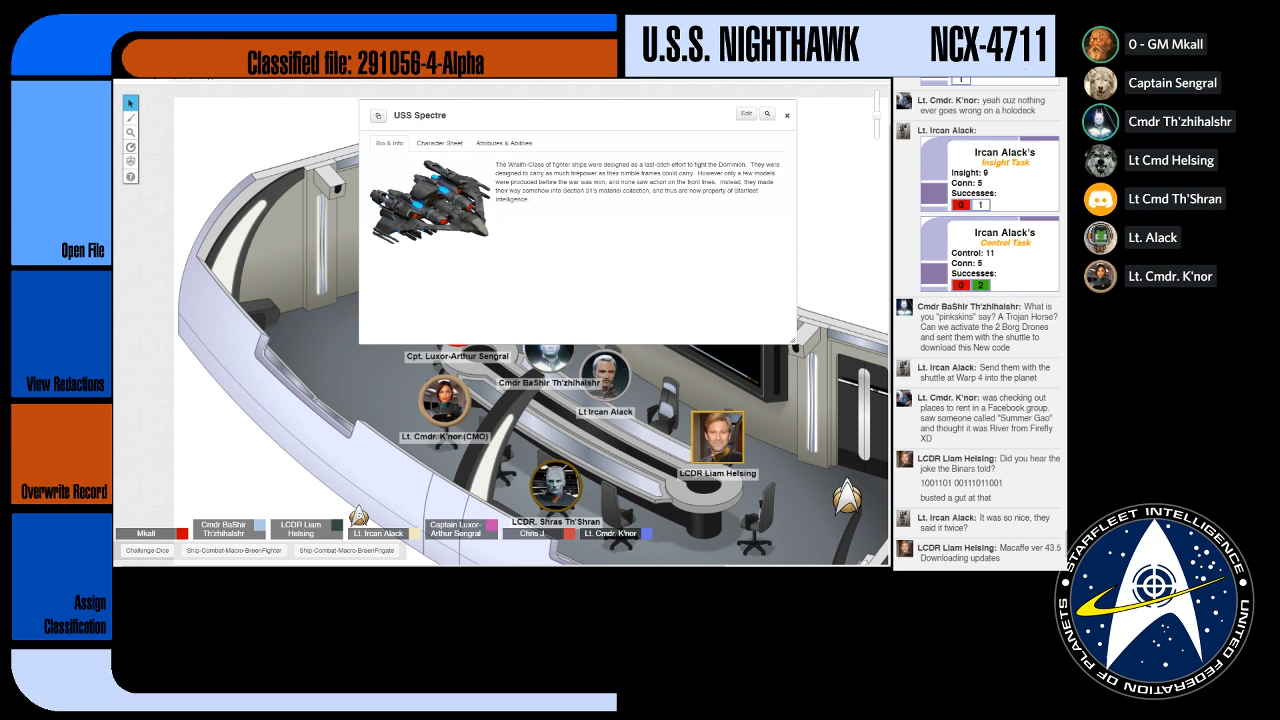 Classified file: 291056-4-Alpha
U.S.S. NIGHTHAWK
NCX-4711
Open File
View Redactions
Overwrite Record
Assign
Classification
USS Spectre
Edit
Bio & Info
Character Sheet
Attributes & Abilities
The Wraith-Class of fighter ships were designed as a last-ditch effort to fight the Dominion. They were
designed to carry as much firepower as their nimble frames could carry. However only a few models
were produced before the war was won, and none saw action on the front lines. Instead, they made
their way somehow into Section 31's materiel collection, and thus are now property of Starfleet
Intelligence.
Cpt. Luxor-Arthur Sengral
Cmdr BaShir Th'zhihalshr
Lt Ircan Alack
Lt. Cmdr. K'nor (CMO)
LCDR Liam Helsing
LCDR. Shras Th'Shran
Mkall
Cmdr BaShir
Th'zhihalshr
LCDR Liam
Helsing
Lt. Ircan Alack
Captain Luxor-
Arthur Sengral
Chris J.
Lt. Cmdr. K'nor
Challenge-Dice
Ship-Combat-Macro-BreenFighter
Ship-Combat-Macro-BreenFrigate
1
Lt. Cmdr. K'nor: yeah cuz nothing
ever goes wrong on a holodeck
Lt. Ircan Alack:
Ircan Alack's
Insight Task
Insight: 9
Conn: 5
Successes:
0 1
Ircan Alack's
Control Task
Control: 11
Conn: 5
Successes:
0 2
Cmdr BaShir Th'zhihalshr: What is
you "pinkskins" say? A Trojan Horse?
Can we activate the 2 Borg Drones
and sent them with the shuttle to
download this New code
Lt. Ircan Alack: Send them with the
shuttle at Warp 4 into the planet
Lt. Cmdr. K'nor: was checking out
places to rent in a Facebook group.
saw someone called "Summer Gao"
and thought it was River from Firefly
XD
LCDR Liam Helsing: Did you hear the
joke the Binars told?
1001101 00111011001
busted a gut at that
Lt. Ircan Alack: It was so nice, they
said it twice?
LCDR Liam Helsing: Macaffe ver 43.5
Downloading updates
0 - GM Mkall
Captain Sengral
Cmdr Th'zhihalshr
Lt Cmd Helsing
Lt Cmd Th'Shran
Lt. Alack
Lt. Cmdr. K'nor
STARFLEET INTELLIGENCE
UNITED FEDERATION OF PLANETS